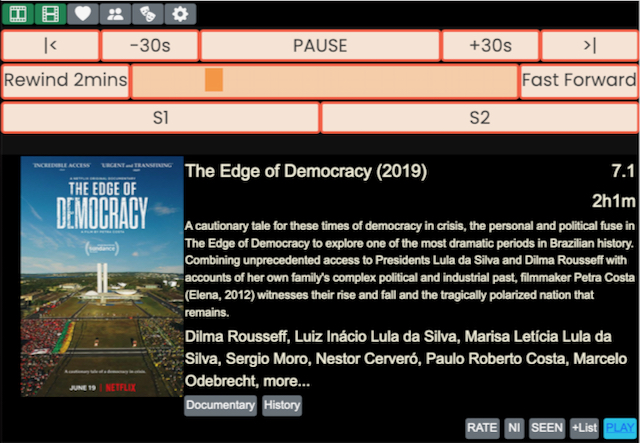 |<
-30s
PAUSE
+30s
>|
Rewind 2mins
Fast Forward
S1
S2
"INCREDIBLE ACCESS"
"URGENT and TRANSFIXING"
A NETFLIX ORIGINAL DOCUMENTARY
THE EDGE OF
DEMOCRACY
A FILM BY PETRA COSTA
sundance
A cautionary tale of a democracy in crisis.
JUNE 19 | NETFLIX
The Edge of Democracy (2019)
7.1
2h1m
A cautionary tale for these times of democracy in crisis, the personal and political fuse in
The Edge of Democracy to explore one of the most dramatic periods in Brazilian history.
Combining unprecedented access to Presidents Lula da Silva and Dilma Rousseff with
accounts of her own family's complex political and industrial past, filmmaker Petra Costa
(Elena, 2012) witnesses their rise and fall and the tragically polarized nation that
remains.
Dilma Rousseff, Luiz Inácio Lula da Silva, Marisa Letícia Lula da
Silva, Sergio Moro, Nestor Cerveró, Paulo Roberto Costa, Marcelo
Odebrecht, more...
Documentary
History
RATE
NI
SEEN
+List
PLAY